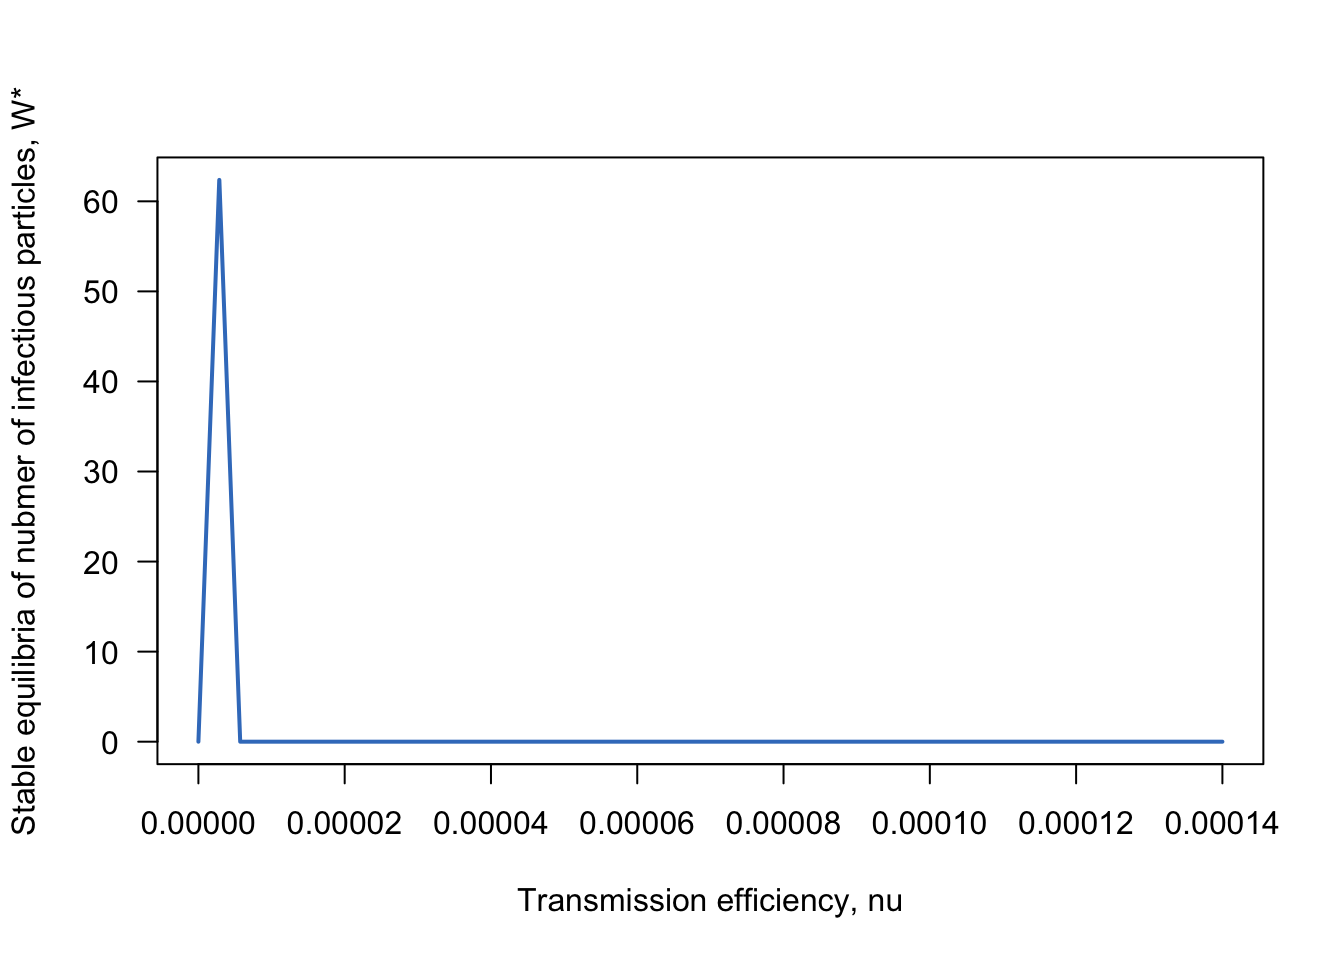 Stable equilibria of nubmer of infectious particles, W*
60
50
40
30
20
10
0
0.00000 0.00002 0.00004 0.00006 0.00008 0.00010 0.00012 0.00014
Transmission efficiency, nu